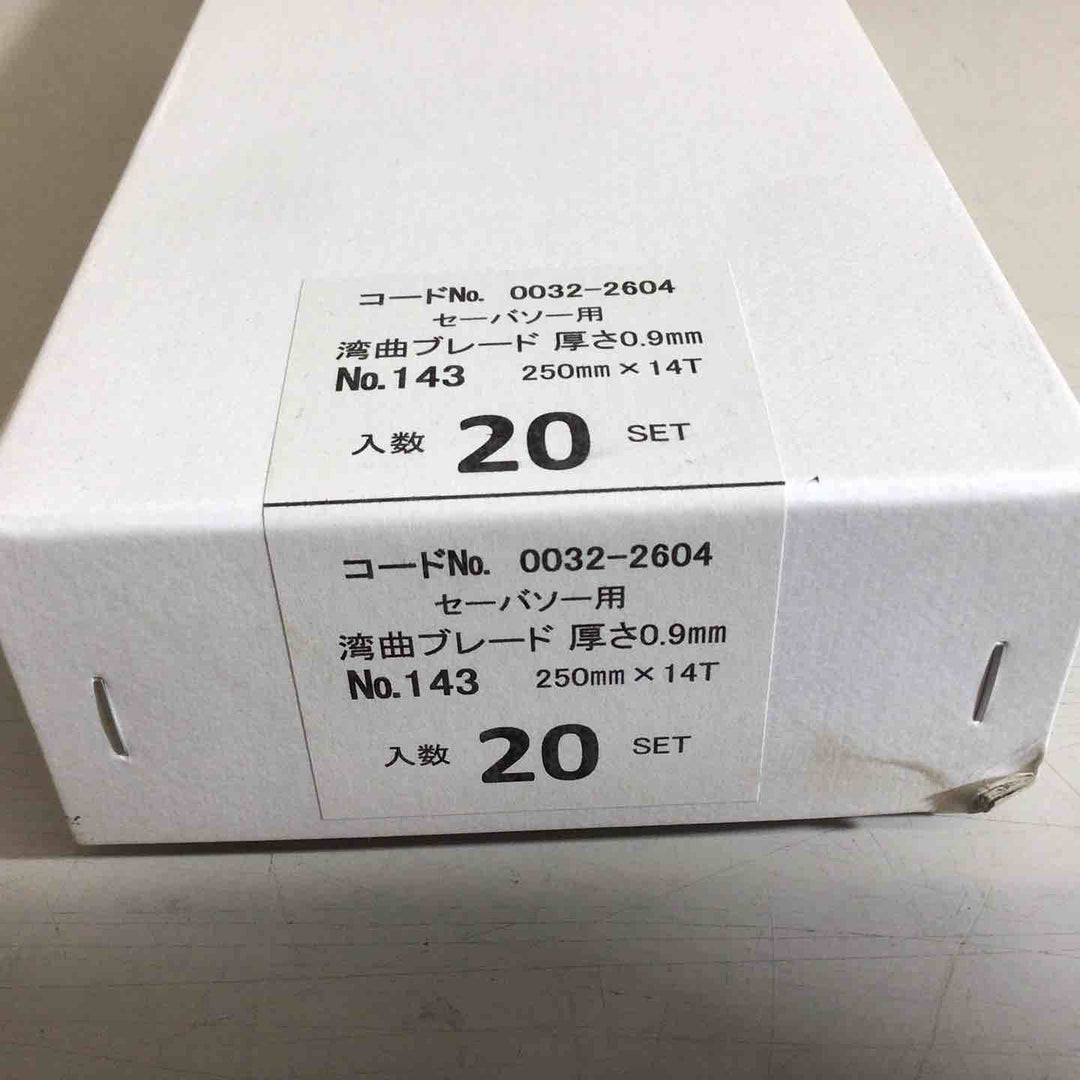 コードNo. 0032-2604
セーバソー用
湾曲ブレード 厚さ0.9mm
No.143 250mm×14T
入数 20 SET
コードNo. 0032-2604
セーバソー用
湾曲ブレード 厚さ0.9mm
No.143 250mm×14T
入数 20 SET